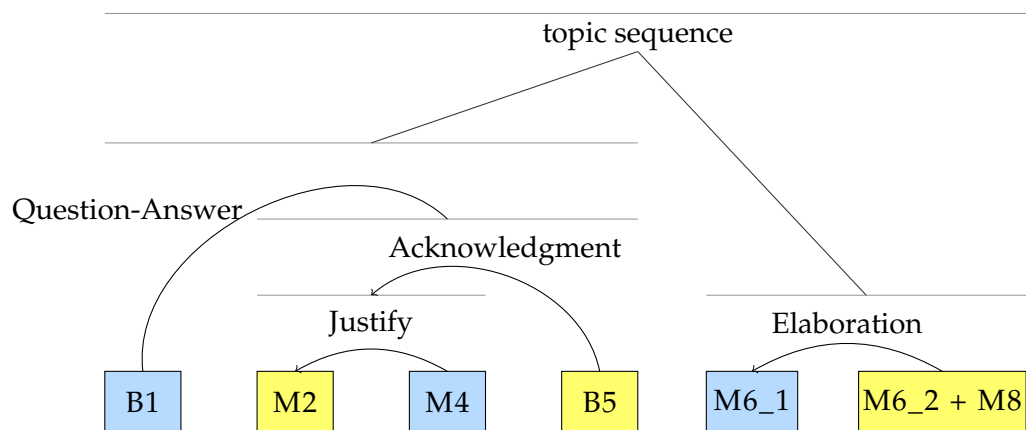 topic sequence
Question-Answer
Acknowledgment
Justify
Elaboration
B1 M2 M4 B5 M6_1 M6_2 + M8